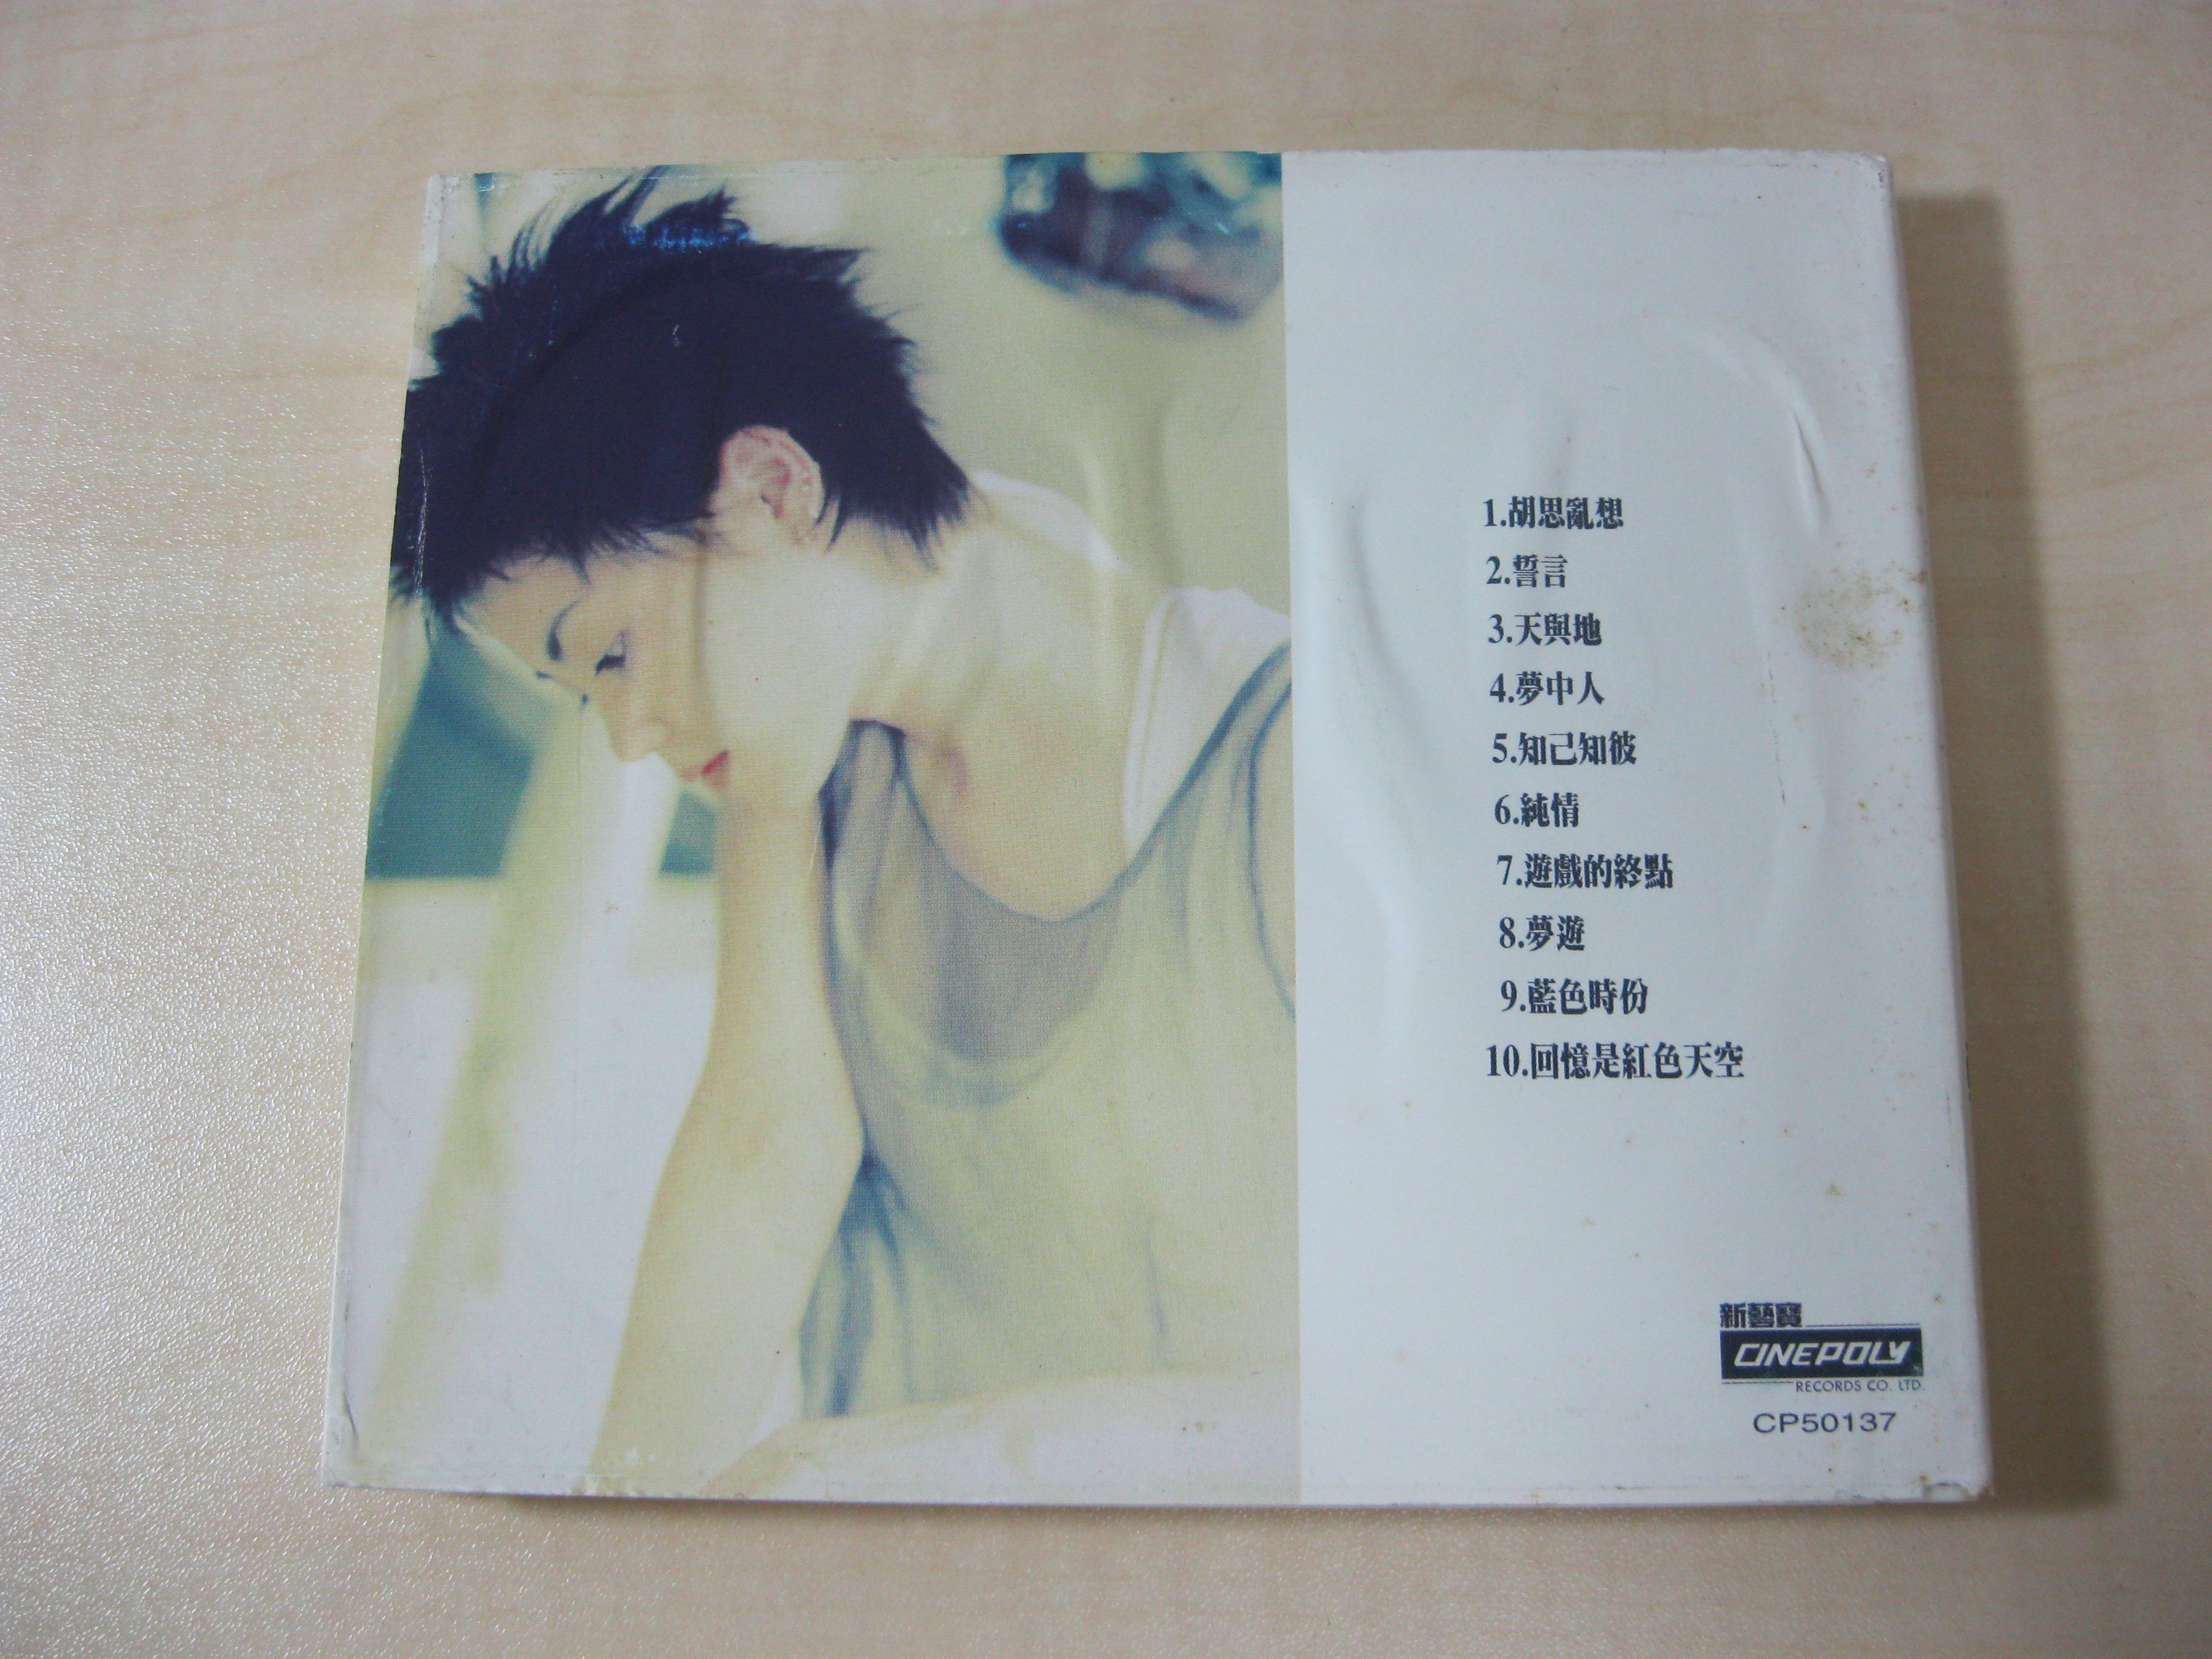 1.胡思亂想
2.誓言
3.天與地
4.夢中人
5.知己知彼
6.純情
7.遊戲的終點
8.夢遊
9.藍色時份
10.回憶是紅色天空
新藝寶
CINEPOLY
RECORDS CO. LTD.
CP50137